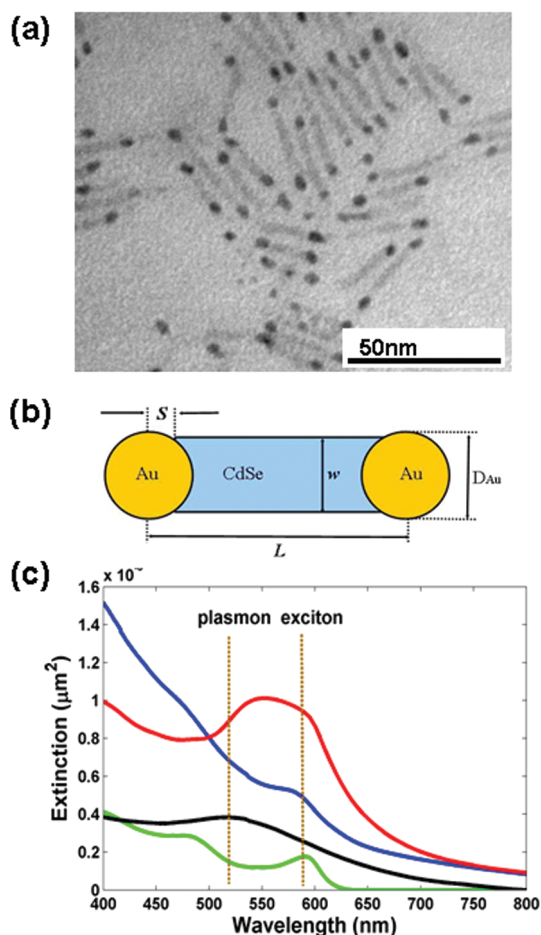 (a)
50nm
(b)
S
Au
CdSe
w
Au
DAu
L
(c)
x 10
1.6
1.4
1.2
1
0.8
0.6
0.4
0.2
0
plasmon exciton
Extinction (μm²)
400 450 500 550 600 650 700 750 800
Wavelength (nm)